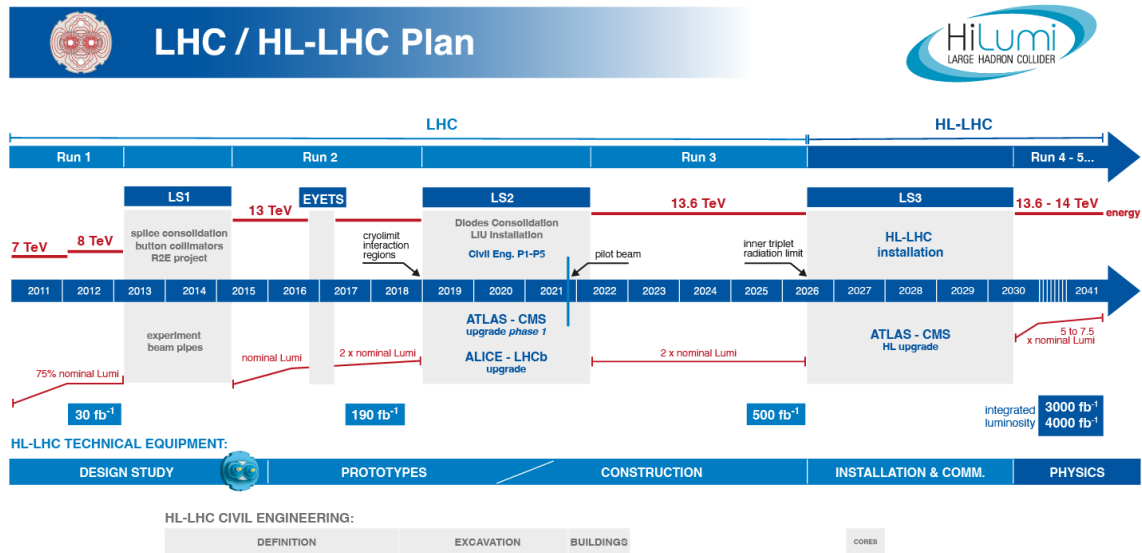 LHC / HL-LHC Plan
HiLumi
LARGE HADRON COLLIDER
LHC
HL-LHC
Run 1
Run 2
Run 3
Run 4 - 5...
LS1
EYETS
LS2
LS3
13 TeV
13.6 TeV
13.6 - 14 TeV
energy
7 TeV
8 TeV
splice consolidation
button collimators
R2E project
cryolimit
interaction
regions
Diodes Consolidation
LIU Installation
Civil Eng. P1-P5
pilot beam
inner triplet
radiation limit
HL-LHC
installation
2011 2012 2013 2014 2015 2016 2017 2018 2019 2020 2021 2022 2023 2024 2025 2026 2027 2028 2029 2030 2041
experiment
beam pipes
ATLAS - CMS
upgrade phase 1
ALICE - LHCb
upgrade
ATLAS - CMS
HL upgrade
5 to 7.5
x nominal Lumi
75% nominal Lumi
nominal Lumi
2 x nominal Lumi
2 x nominal Lumi
30 fb⁻¹
190 fb⁻¹
500 fb⁻¹
integrated
luminosity
3000 fb⁻¹
4000 fb⁻¹
HL-LHC TECHNICAL EQUIPMENT:
DESIGN STUDY
PROTOTYPES
CONSTRUCTION
INSTALLATION & COMM.
PHYSICS
HL-LHC CIVIL ENGINEERING:
DEFINITION
EXCAVATION
BUILDINGS
CORES